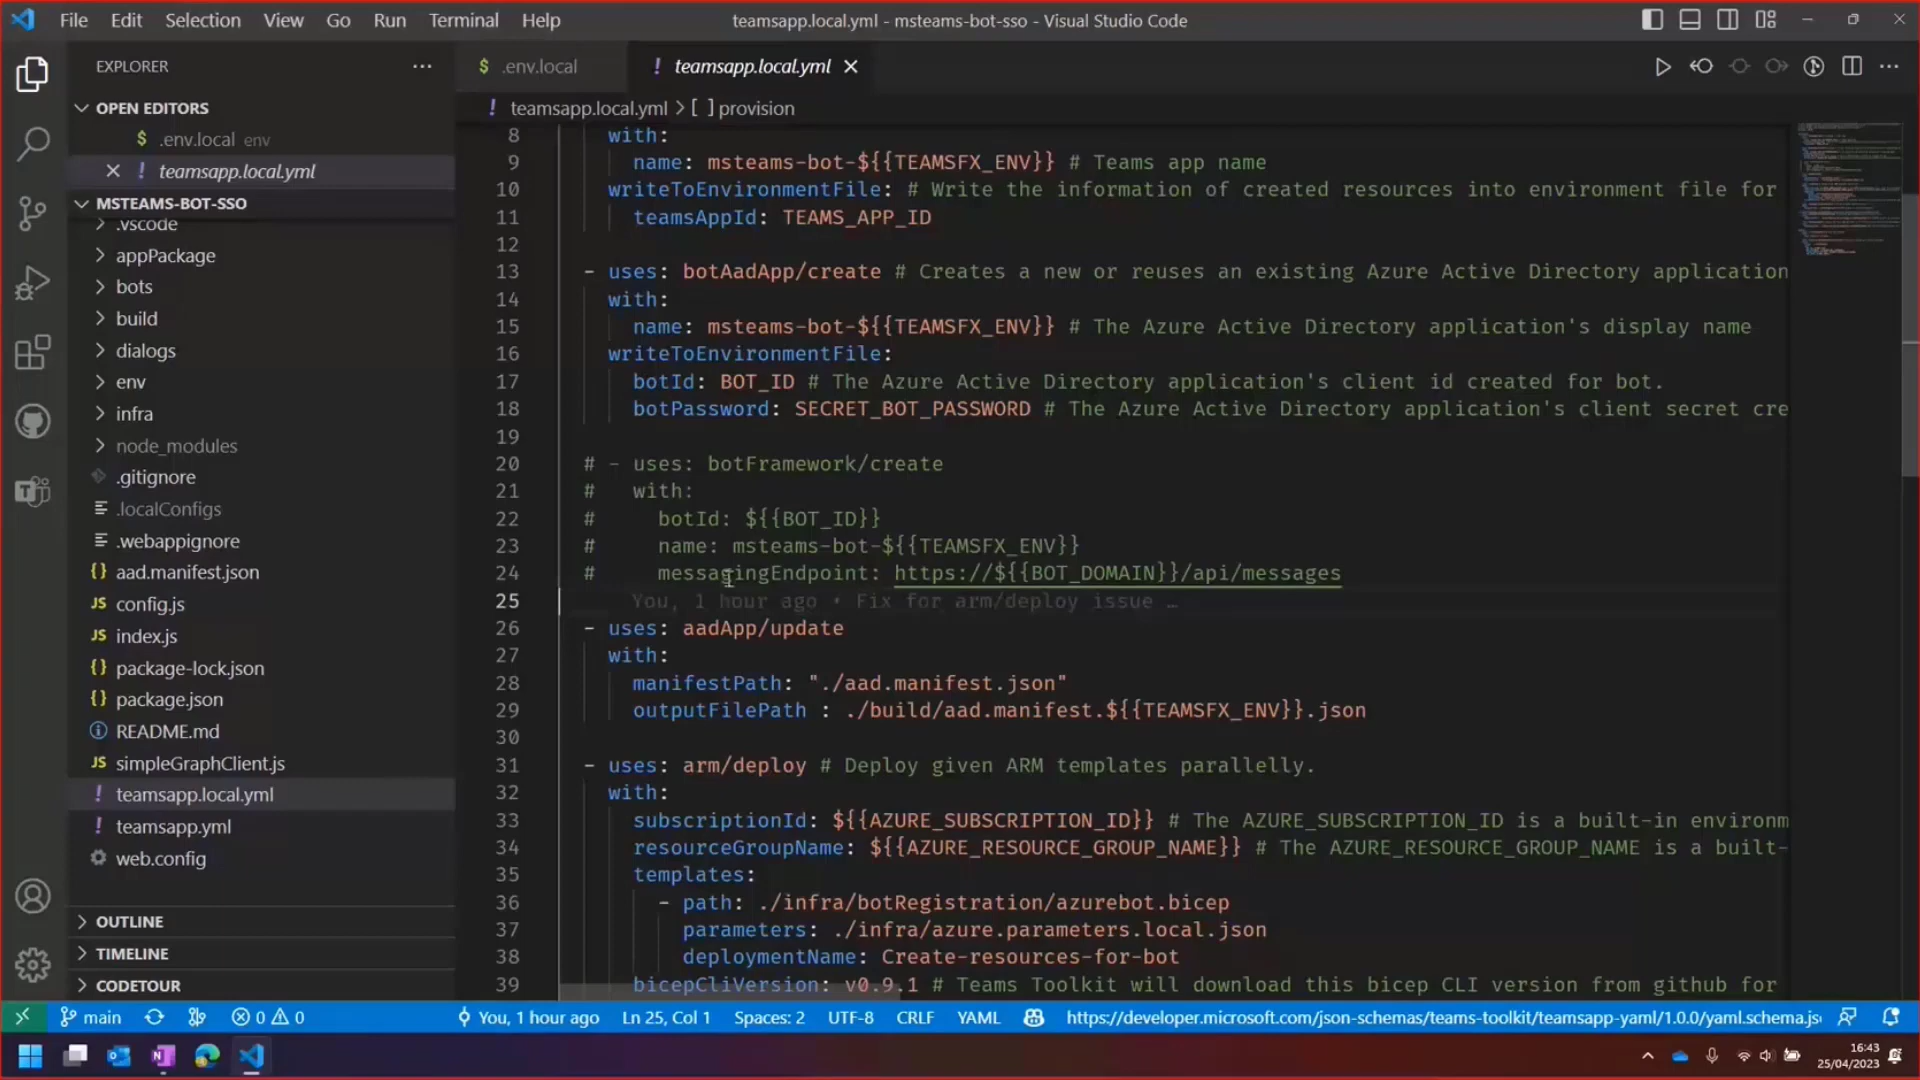 File Edit Selection View Go Run Terminal Help
teamsapp.local.yml - msteams-bot-sso - Visual Studio Code
EXPLORER
OPEN EDITORS
$ .env.local env
! teamsapp.local.yml
MSTEAMS-BOT-SSO
.vscode
appPackage
bots
build
dialogs
env
infra
node_modules
.gitignore
.localConfigs
.webappignore
{} aad.manifest.json
JS config.js
JS index.js
{} package-lock.json
{} package.json
README.md
JS simpleGraphClient.js
! teamsapp.local.yml
! teamsapp.yml
web.config
OUTLINE
TIMELINE
CODETOUR
$ .env.local
! teamsapp.local.yml
! teamsapp.local.yml > [ ] provision
8 with:
9 name: msteams-bot-${{TEAMSFX_ENV}} # Teams app name
10 writeToEnvironmentFile: # Write the information of created resources into environment file for
11 teamsAppId: TEAMS_APP_ID
12
13 - uses: botAadApp/create # Creates a new or reuses an existing Azure Active Directory application
14 with:
15 name: msteams-bot-${{TEAMSFX_ENV}} # The Azure Active Directory application's display name
16 writeToEnvironmentFile:
17 botId: BOT_ID # The Azure Active Directory application's client id created for bot.
18 botPassword: SECRET_BOT_PASSWORD # The Azure Active Directory application's client secret cre
19
20 # - uses: botFramework/create
21 # with:
22 # botId: ${{BOT_ID}}
23 # name: msteams-bot-${{TEAMSFX_ENV}}
24 # messagingEndpoint: https://${{BOT_DOMAIN}}/api/messages
25 You, 1 hour ago • Fix for arm/deploy issue …
26 - uses: aadApp/update
27 with:
28 manifestPath: "./aad.manifest.json"
29 outputFilePath : ./build/aad.manifest.${{TEAMSFX_ENV}}.json
30
31 - uses: arm/deploy # Deploy given ARM templates parallelly.
32 with:
33 subscriptionId: ${{AZURE_SUBSCRIPTION_ID}} # The AZURE_SUBSCRIPTION_ID is a built-in environm
34 resourceGroupName: ${{AZURE_RESOURCE_GROUP_NAME}} # The AZURE_RESOURCE_GROUP_NAME is a built-
35 templates:
36 - path: ./infra/botRegistration/azurebot.bicep
37 parameters: ./infra/azure.parameters.local.json
38 deploymentName: Create-resources-for-bot
39 bicepCliVersion: v0.9.1 # Teams Toolkit will download this bicep CLI version from github for
main 0 0 You, 1 hour ago Ln 25, Col 1 Spaces: 2 UTF-8 CRLF YAML https://developer.microsoft.com/json-schemas/teams-toolkit/teamsapp-yaml/1.0.0/yaml.schema.js
16:43
25/04/2023